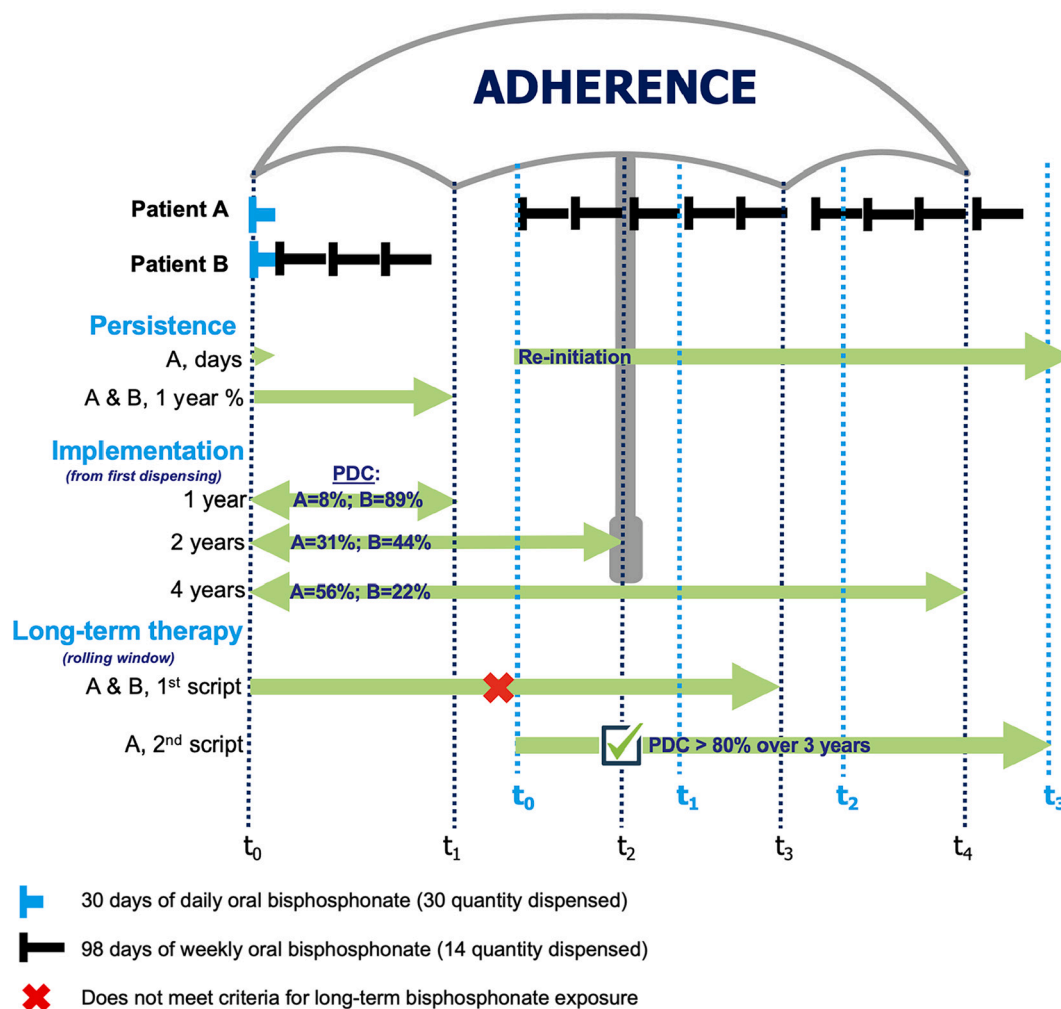 ADHERENCE
Patient A
Patient B
Persistence
A, days
Re-initiation
A & B, 1 year %
Implementation
(from first dispensing)
PDC:
1 year
A=8%; B=89%
2 years
A=31%; B=44%
4 years
A=56%; B=22%
Long-term therapy
(rolling window)
A & B, 1st script
A, 2nd script
PDC > 80% over 3 years
t0 t1 t2 t3
t0 t1 t2 t3 t4
30 days of daily oral bisphosphonate (30 quantity dispensed)
98 days of weekly oral bisphosphonate (14 quantity dispensed)
Does not meet criteria for long-term bisphosphonate exposure